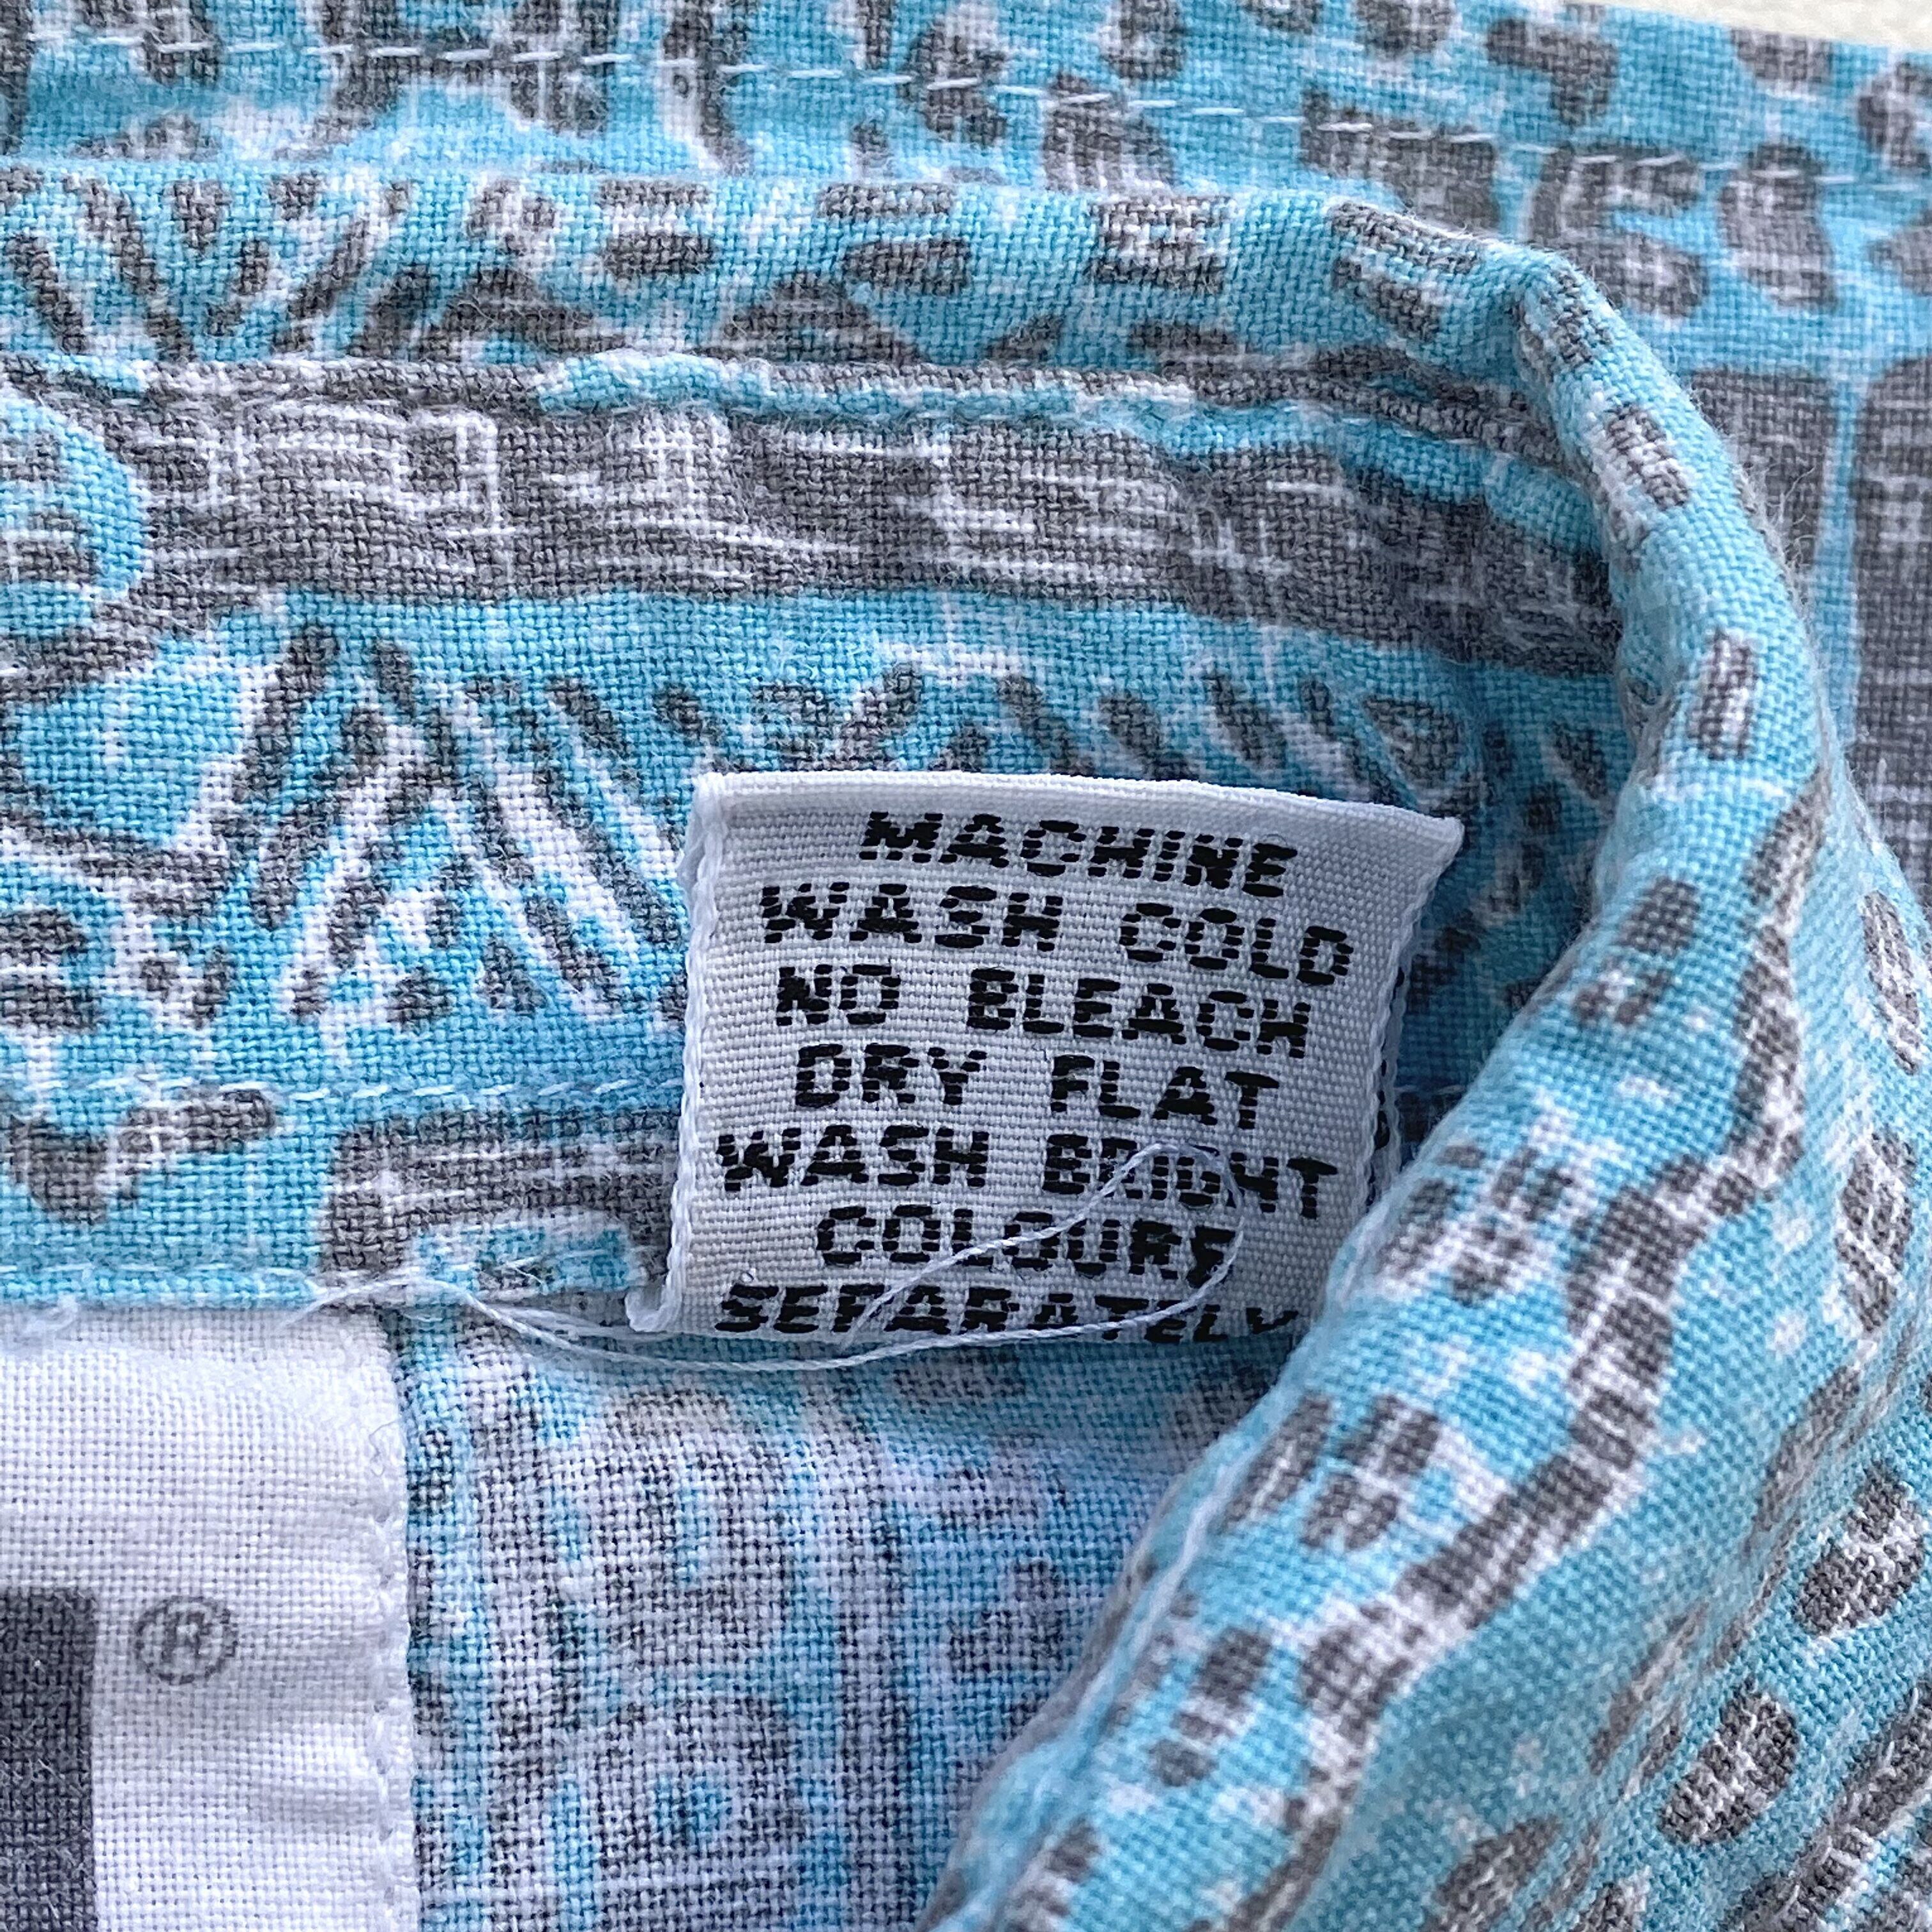 MACHINE
WASH COLD
NO BLEACH
DRY FLAT
WASH BRIGHT
COLOURS
SEPARATELY
®